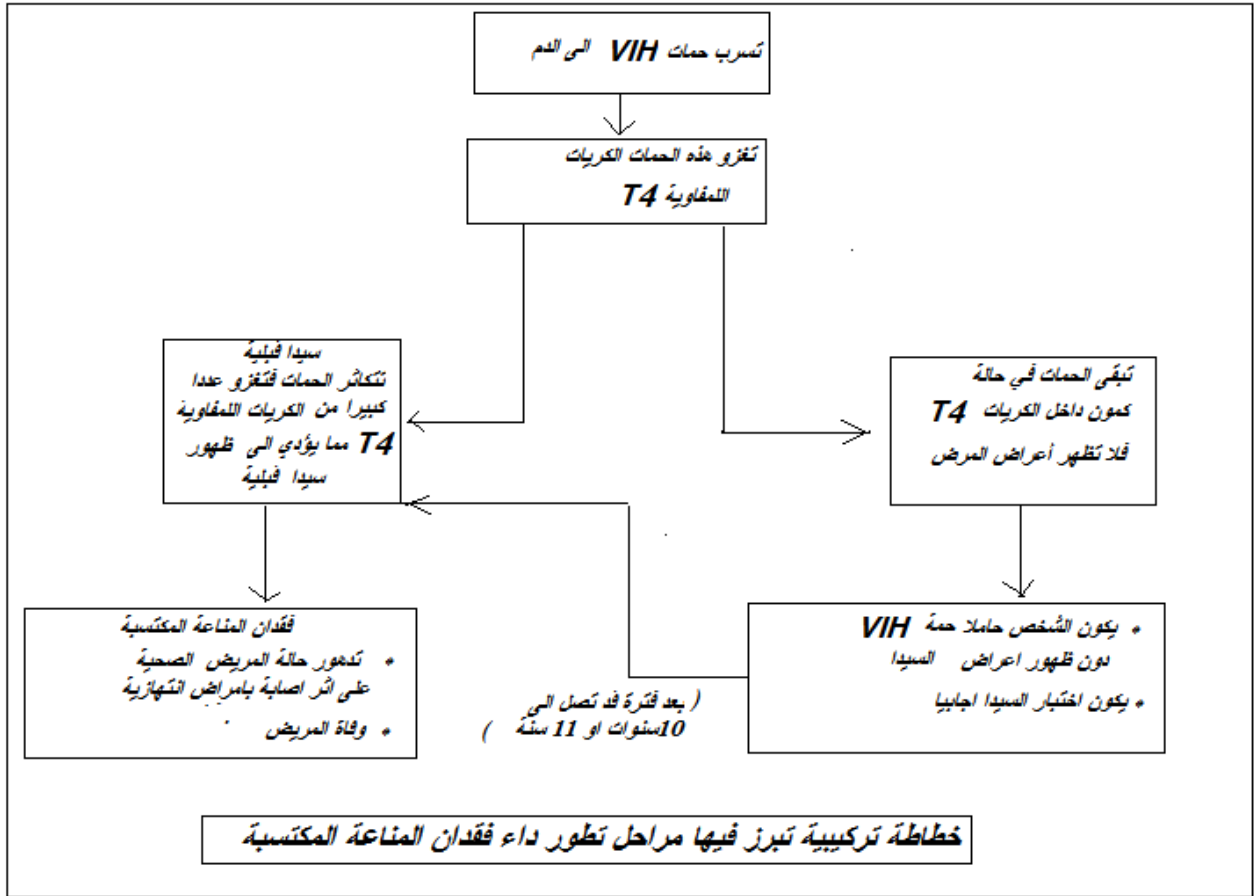 تسرب حمات VIH الى الدم
تغزو هذه الحمات الكريات
اللمفاوية T4
تبقى الحمات في حالة
كمون داخل الكريات T4
فلا تظهر أعراض المرض
سيدا قبلية
تتكاثر الحمات فتغزو عددا
كبيرا من الكريات اللمفاوية
T4 مما يؤدي الى ظهور
سيدا قبلية
* يكون الشخص حاملا حمة VIH
دون ظهور اعراض السيدا
* يكون اختبار السيدا اجابيا
( بعد فترة قد تصل الى
10سنوات او 11 سنة )
فقدان المناعة المكتسبة
* تدهور حالة المريض الصحية
على اثر اصابة بامراض انتهازية
* وفاة المريض
خطاطة تركيبية تبرز فيها مراحل تطور داء فقدان المناعة المكتسبة